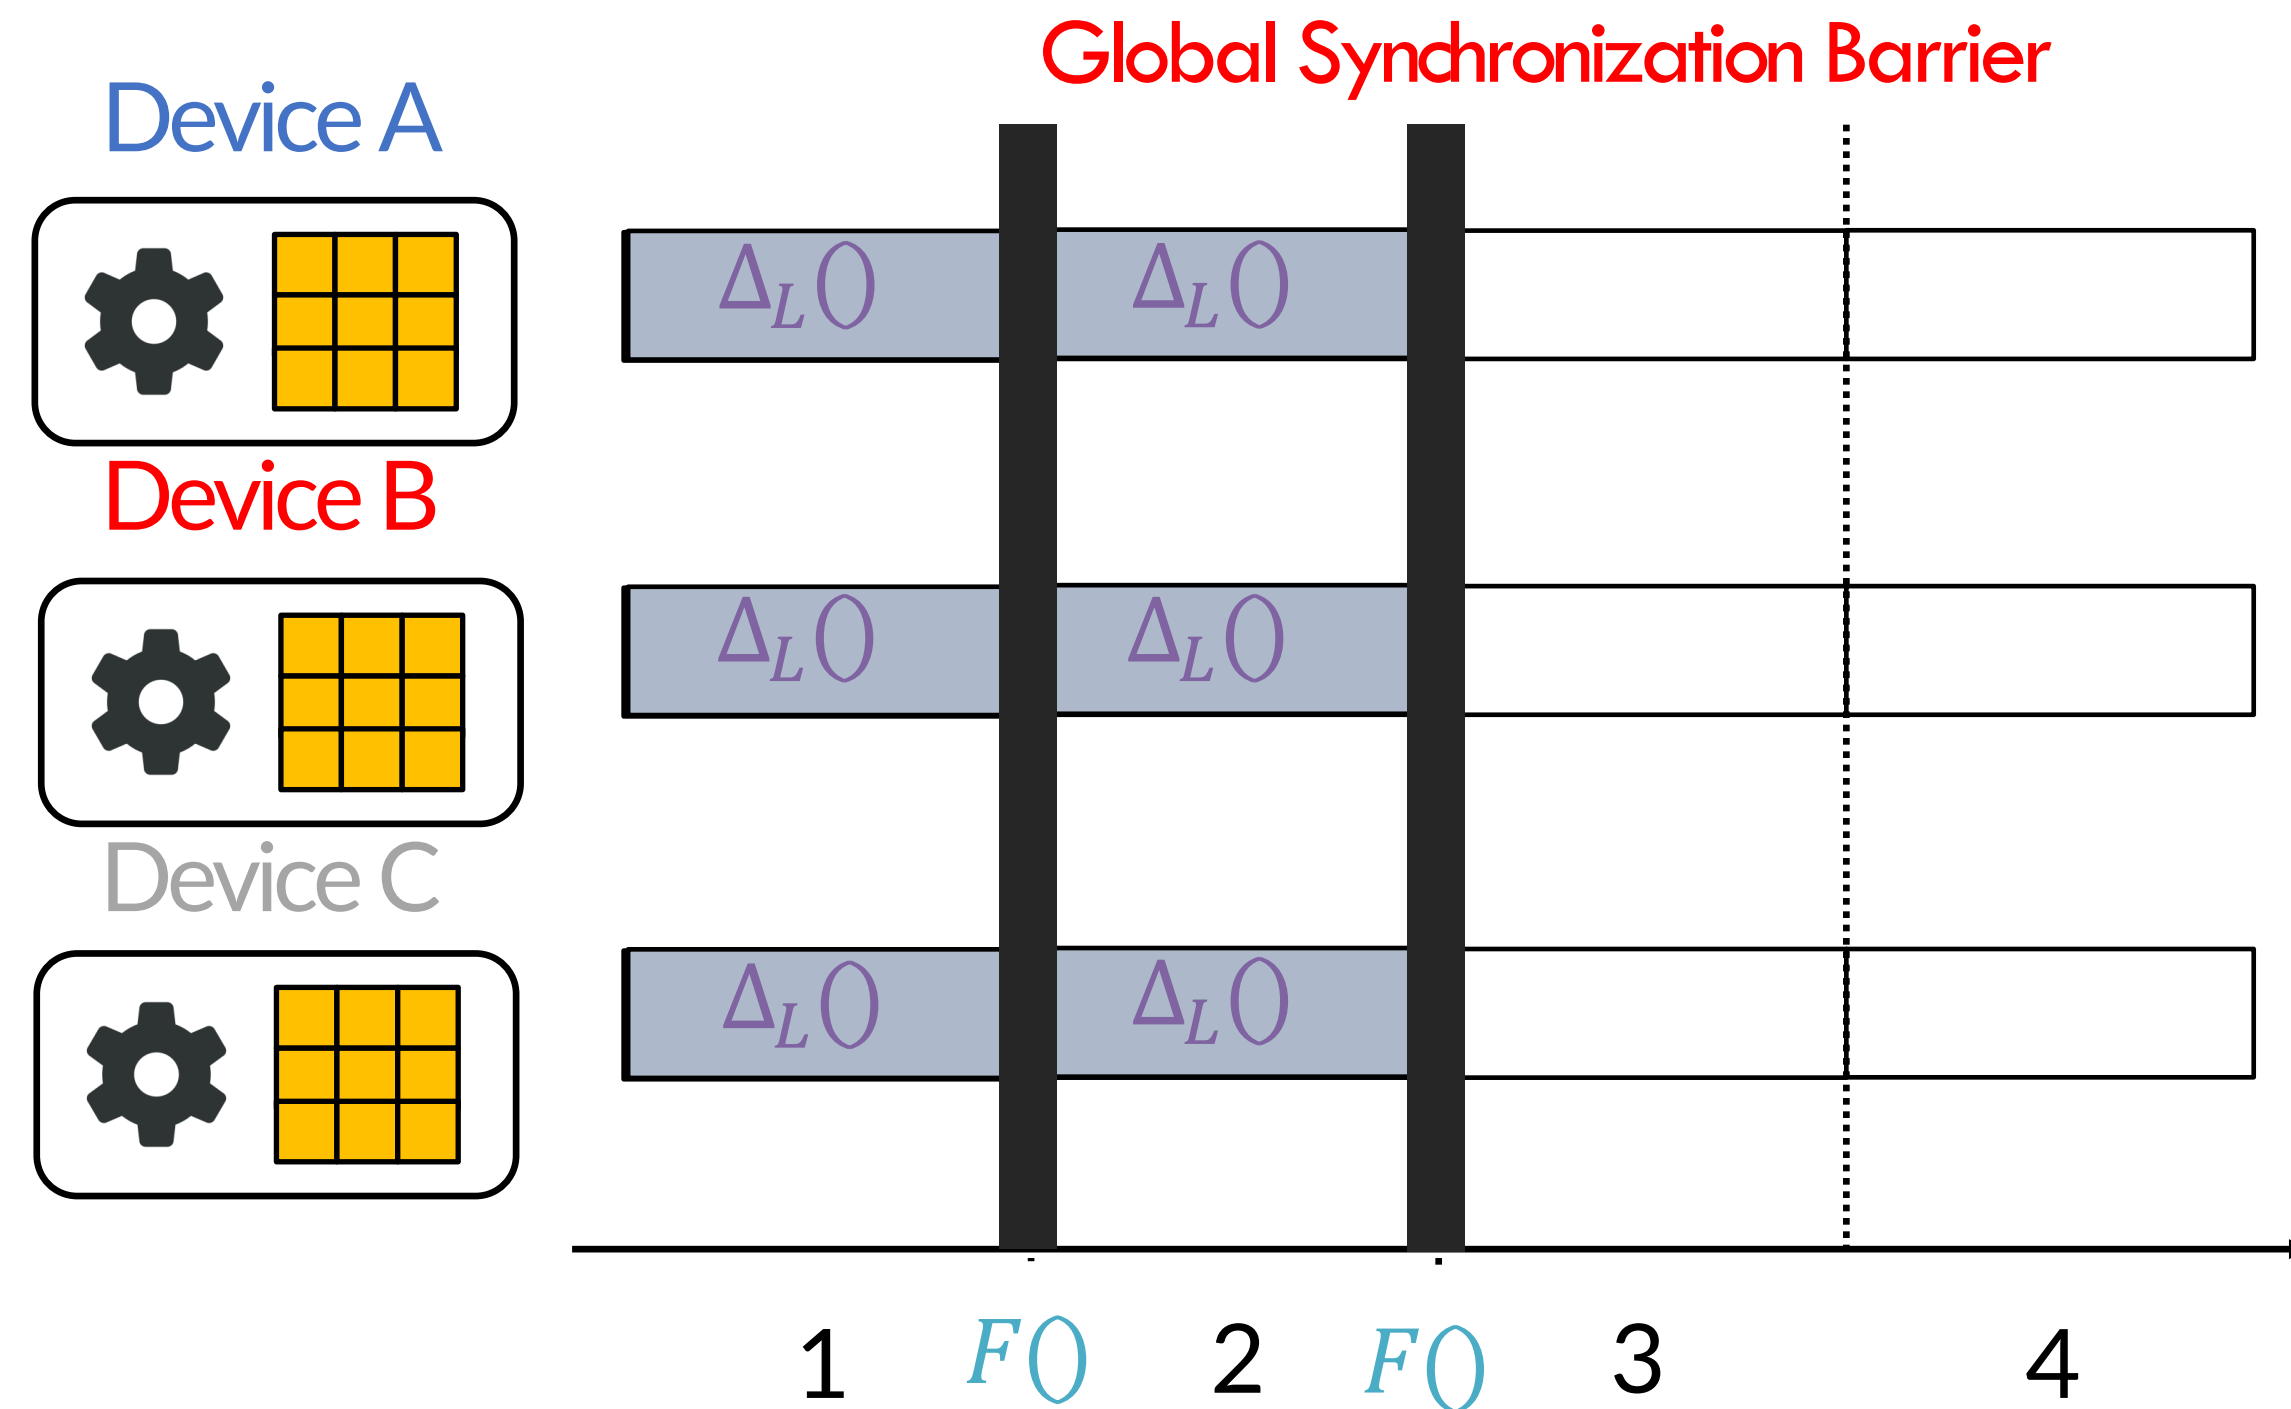 Global Synchronization Barrier
Device A
Δ_L() Δ_L()
Device B
Δ_L() Δ_L()
Device C
Δ_L() Δ_L()
1 F() 2 F() 3 4